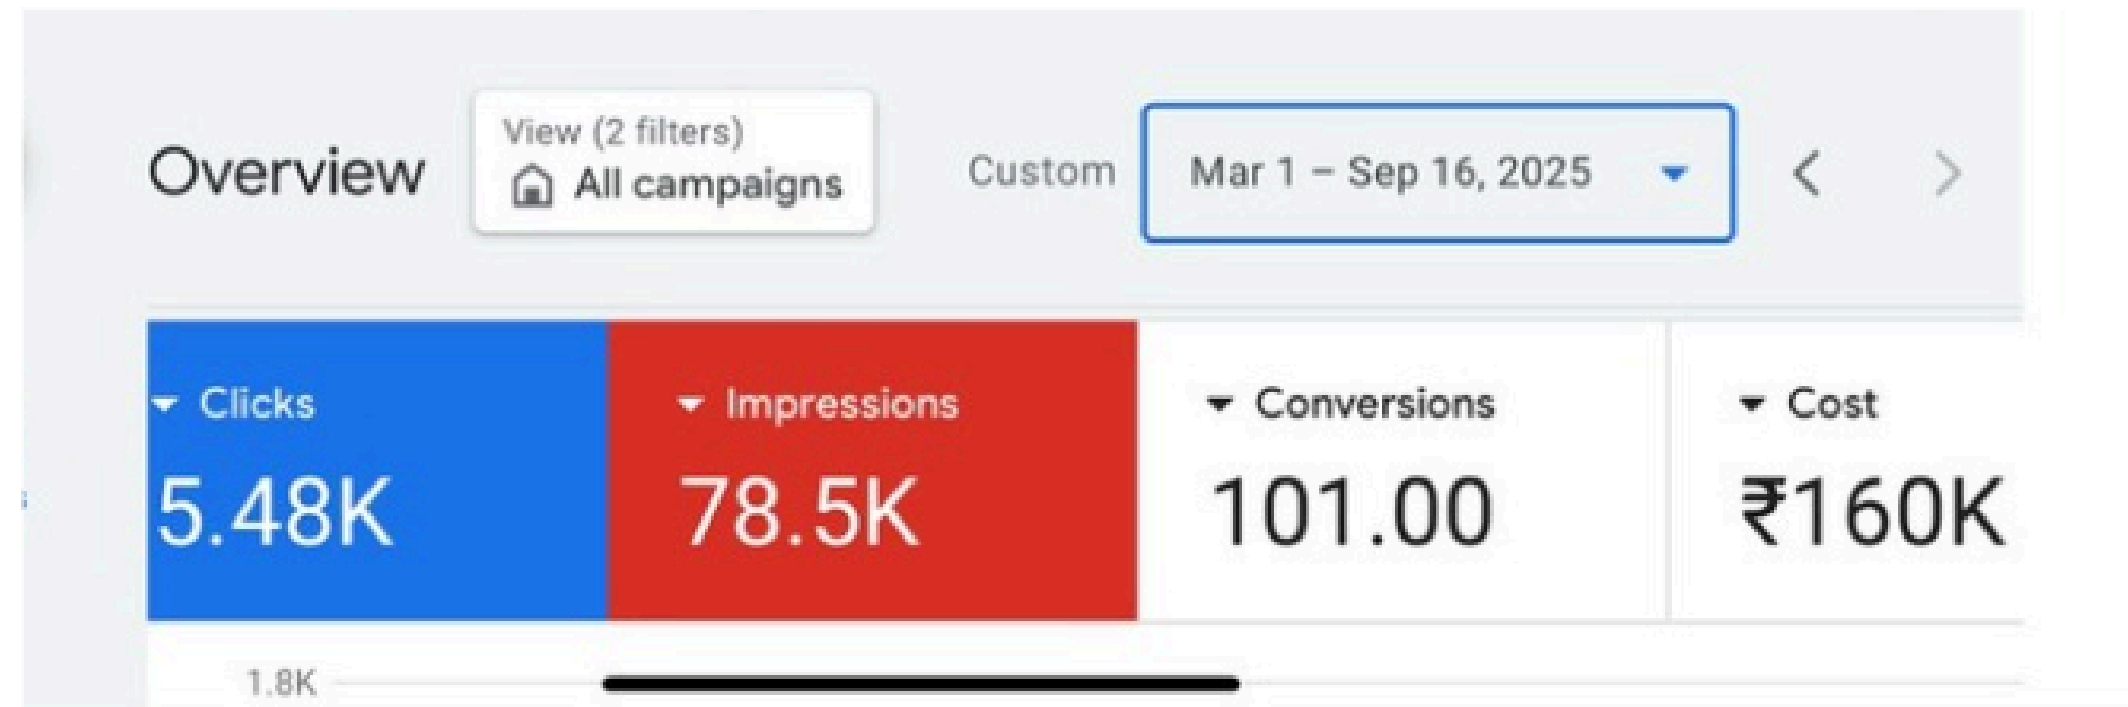 Overview
View (2 filters)
All campaigns
Custom
Mar 1 – Sep 16, 2025
Clicks
Impressions
Conversions
Cost
5.48K
78.5K
101.00
₹160K
1.8K